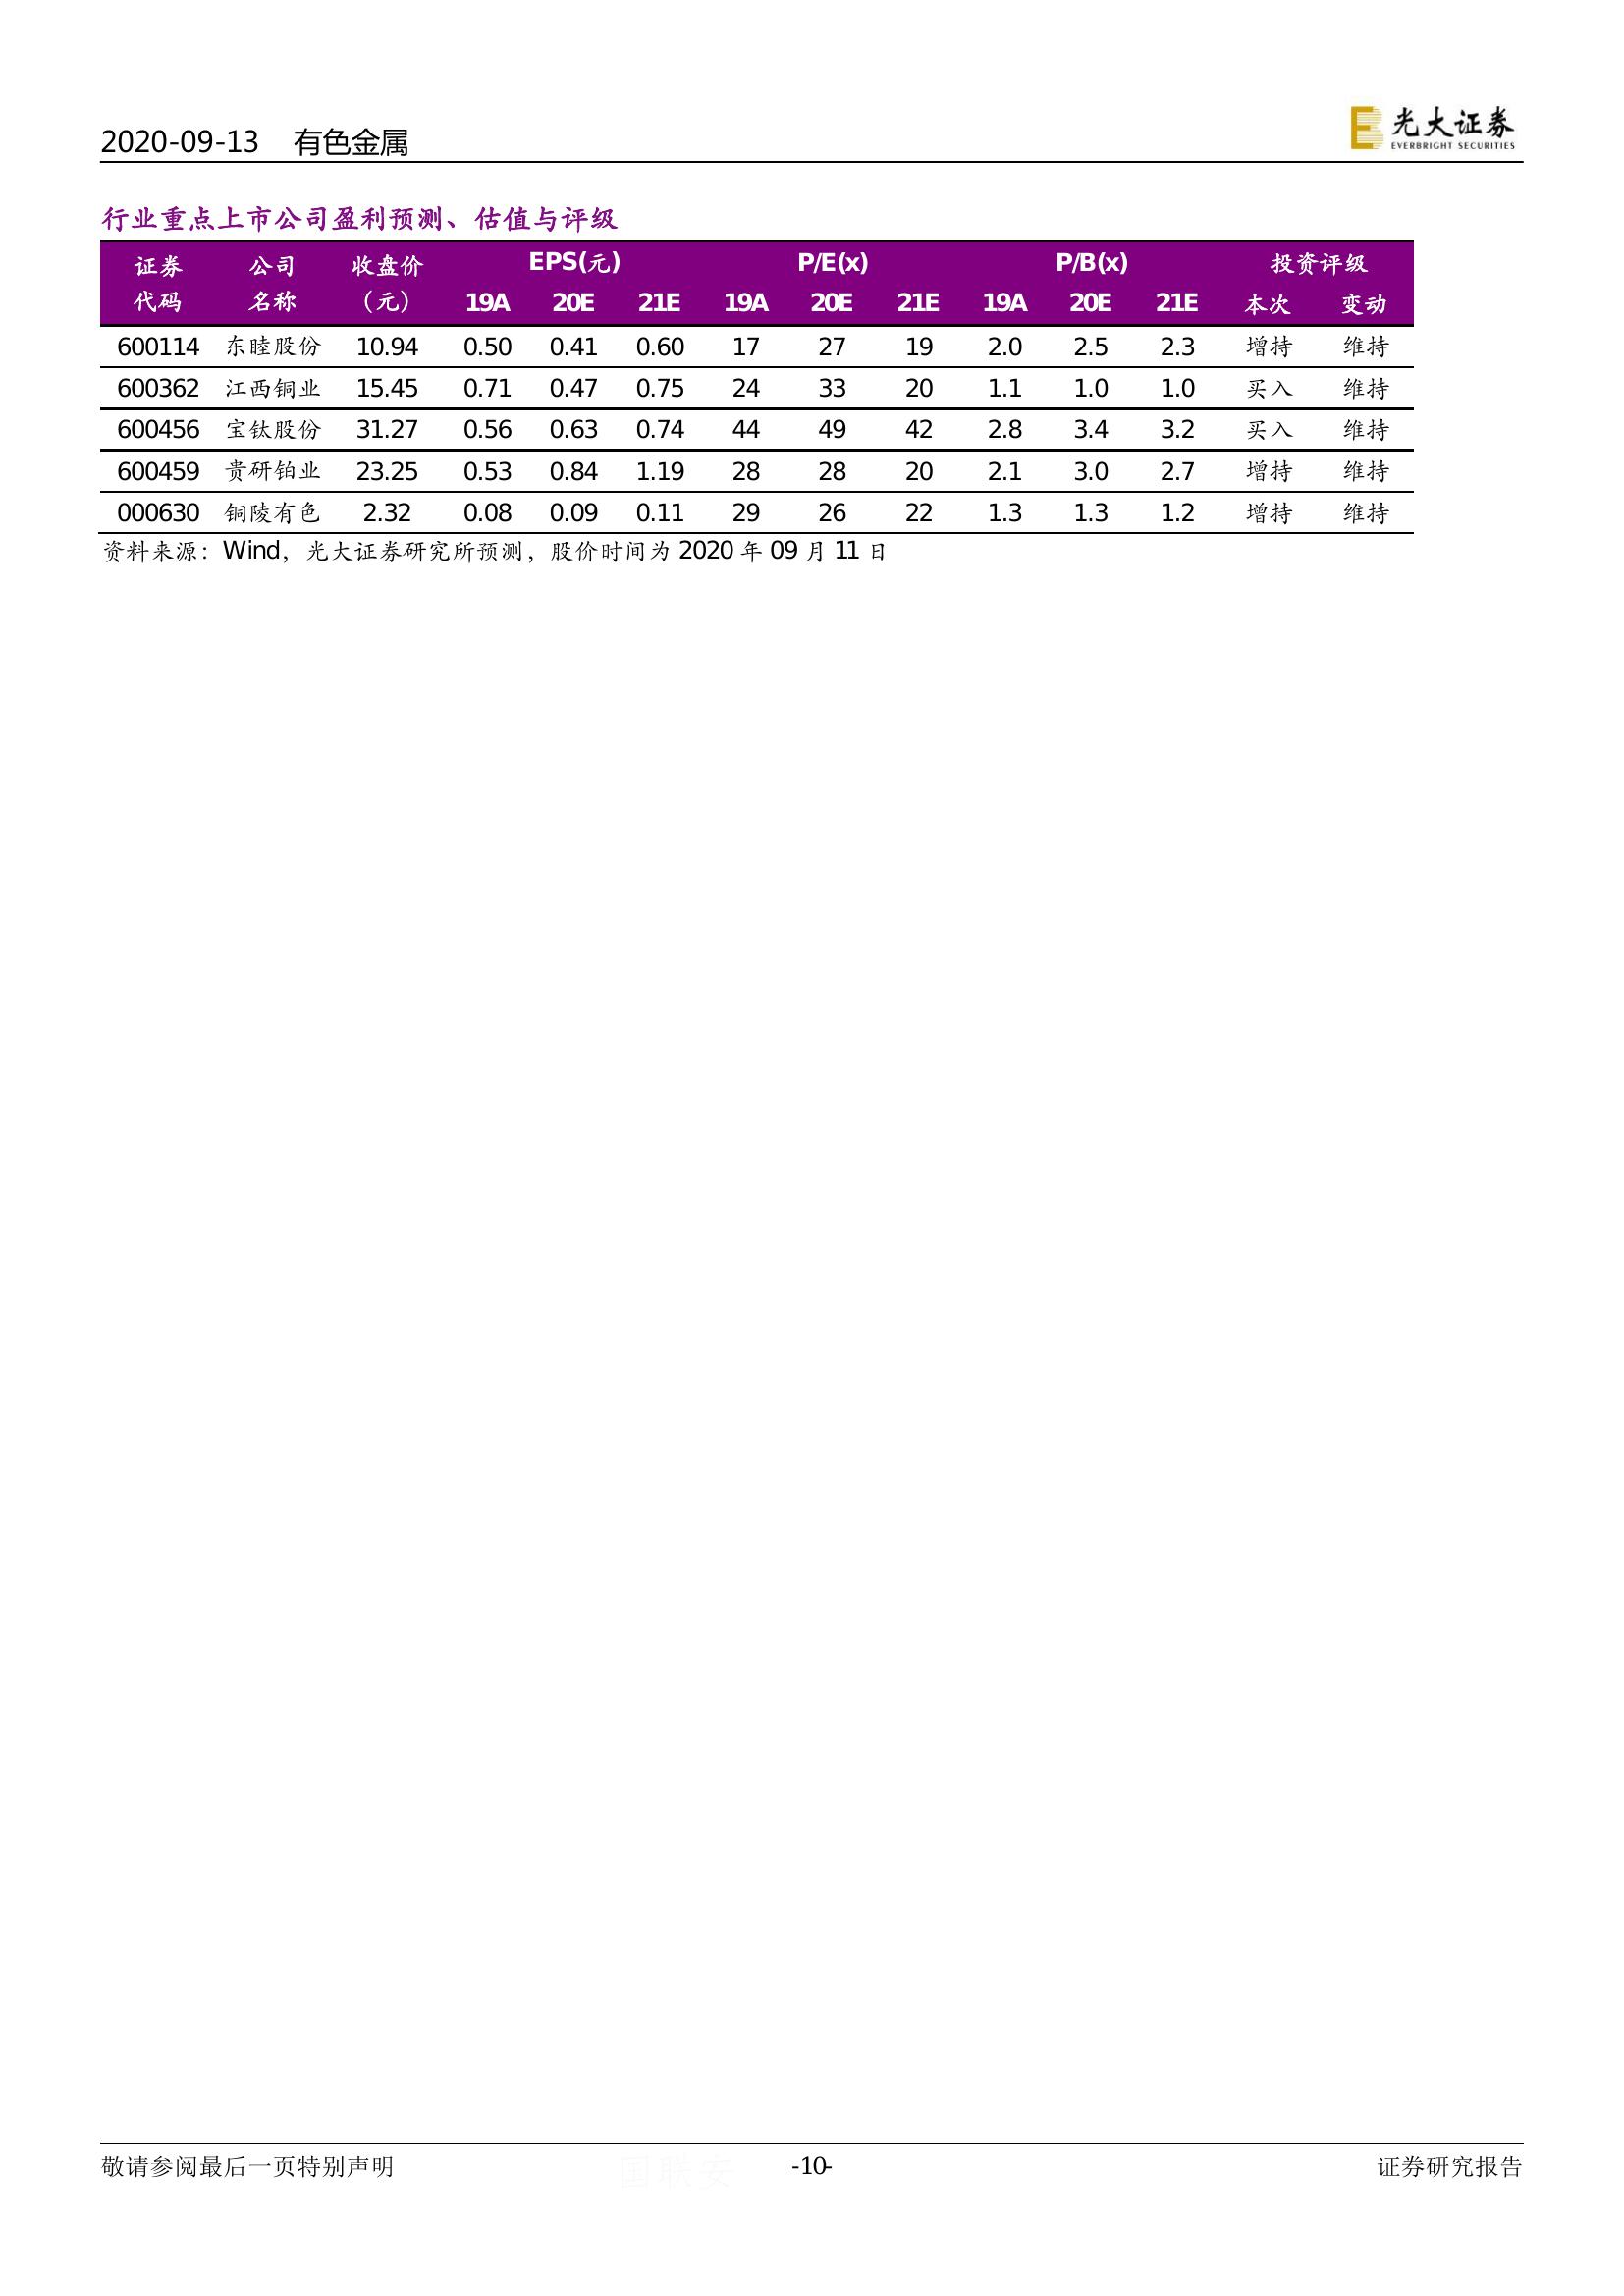 2020-09-13 有色金属
光大证券
EVERBRIGHT SECURITIES
行业重点上市公司盈利预测、估值与评级
证券 公司 收盘价 EPS(元) P/E(x) P/B(x) 投资评级
代码 名称 （元） 19A 20E 21E 19A 20E 21E 19A 20E 21E 本次 变动
600114 东睦股份 10.94 0.50 0.41 0.60 17 27 19 2.0 2.5 2.3 增持 维持
600362 江西铜业 15.45 0.71 0.47 0.75 24 33 20 1.1 1.0 1.0 买入 维持
600456 宝钛股份 31.27 0.56 0.63 0.74 44 49 42 2.8 3.4 3.2 买入 维持
600459 贵研铂业 23.25 0.53 0.84 1.19 28 28 20 2.1 3.0 2.7 增持 维持
000630 铜陵有色 2.32 0.08 0.09 0.11 29 26 22 1.3 1.3 1.2 增持 维持
资料来源：Wind，光大证券研究所预测，股价时间为 2020 年 09 月 11 日
敬请参阅最后一页特别声明 国联安 -10- 证券研究报告